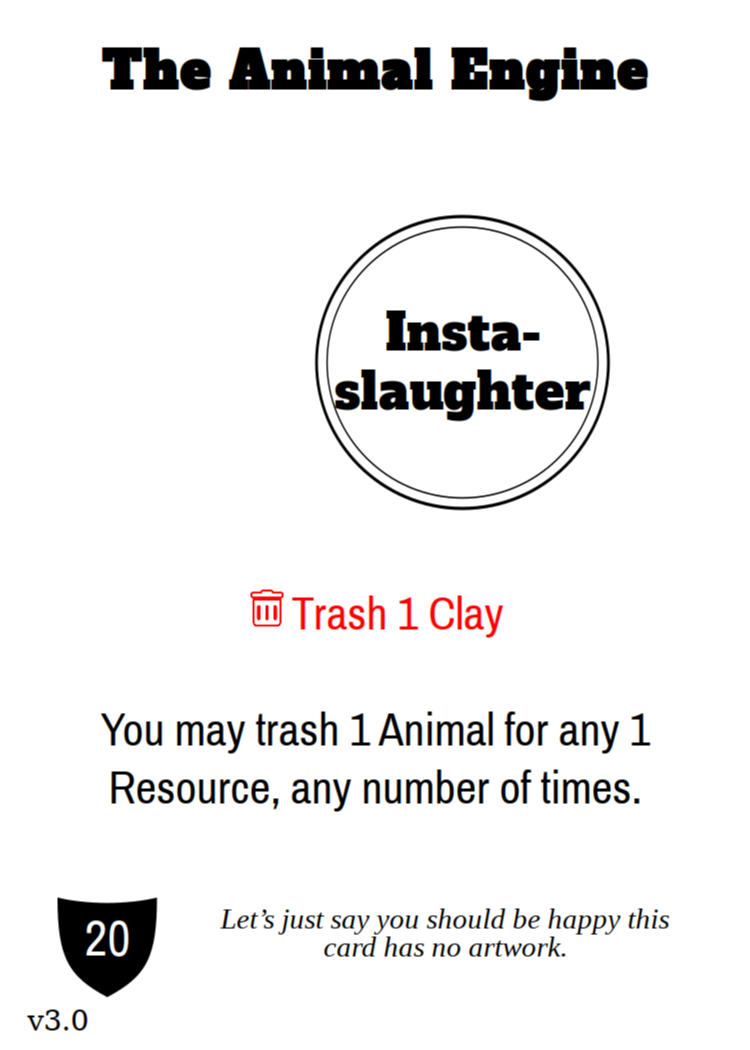 The Animal Engine
Insta-
slaughter
Trash 1 Clay
You may trash 1 Animal for any 1
Resource, any number of times.
20
Let’s just say you should be happy this
card has no artwork.
v3.0